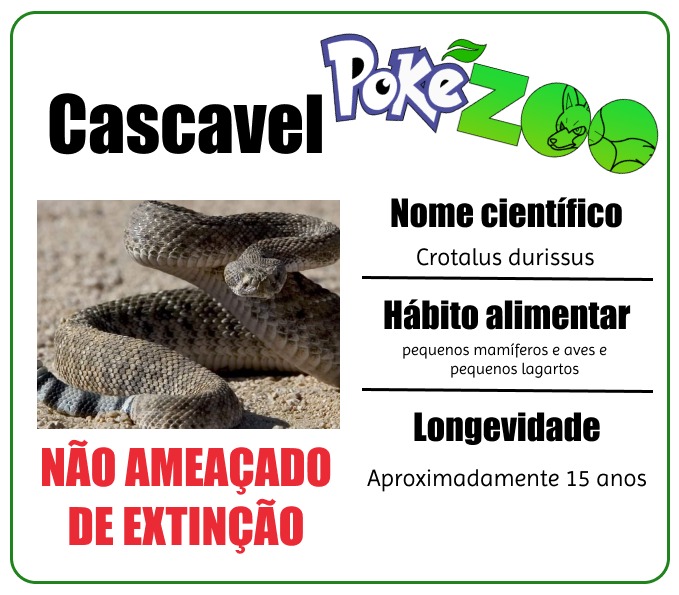 PoKéZOO
Cascavel
Nome científico
Crotalus durissus
Hábito alimentar
pequenos mamíferos e aves e
pequenos lagartos
Longevidade
Aproximadamente 15 anos
NÃO AMEAÇADO
DE EXTINÇÃO